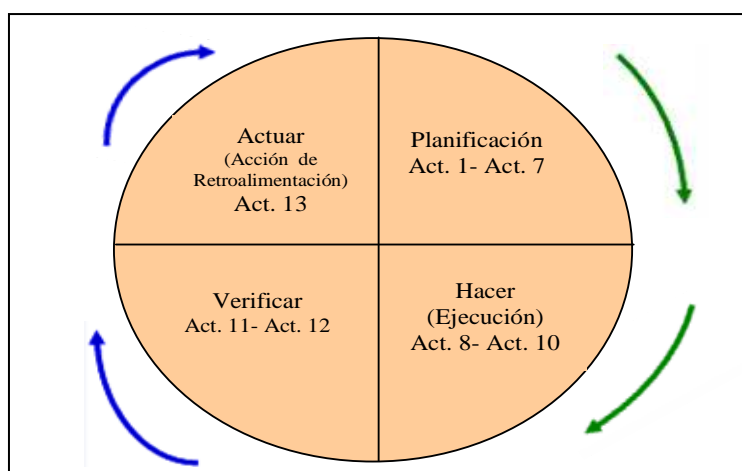 Actuar
(Acción de
Retroalimentación)
Act. 13
Planificación
Act. 1- Act. 7
Verificar
Act. 11- Act. 12
Hacer
(Ejecución)
Act. 8- Act. 10